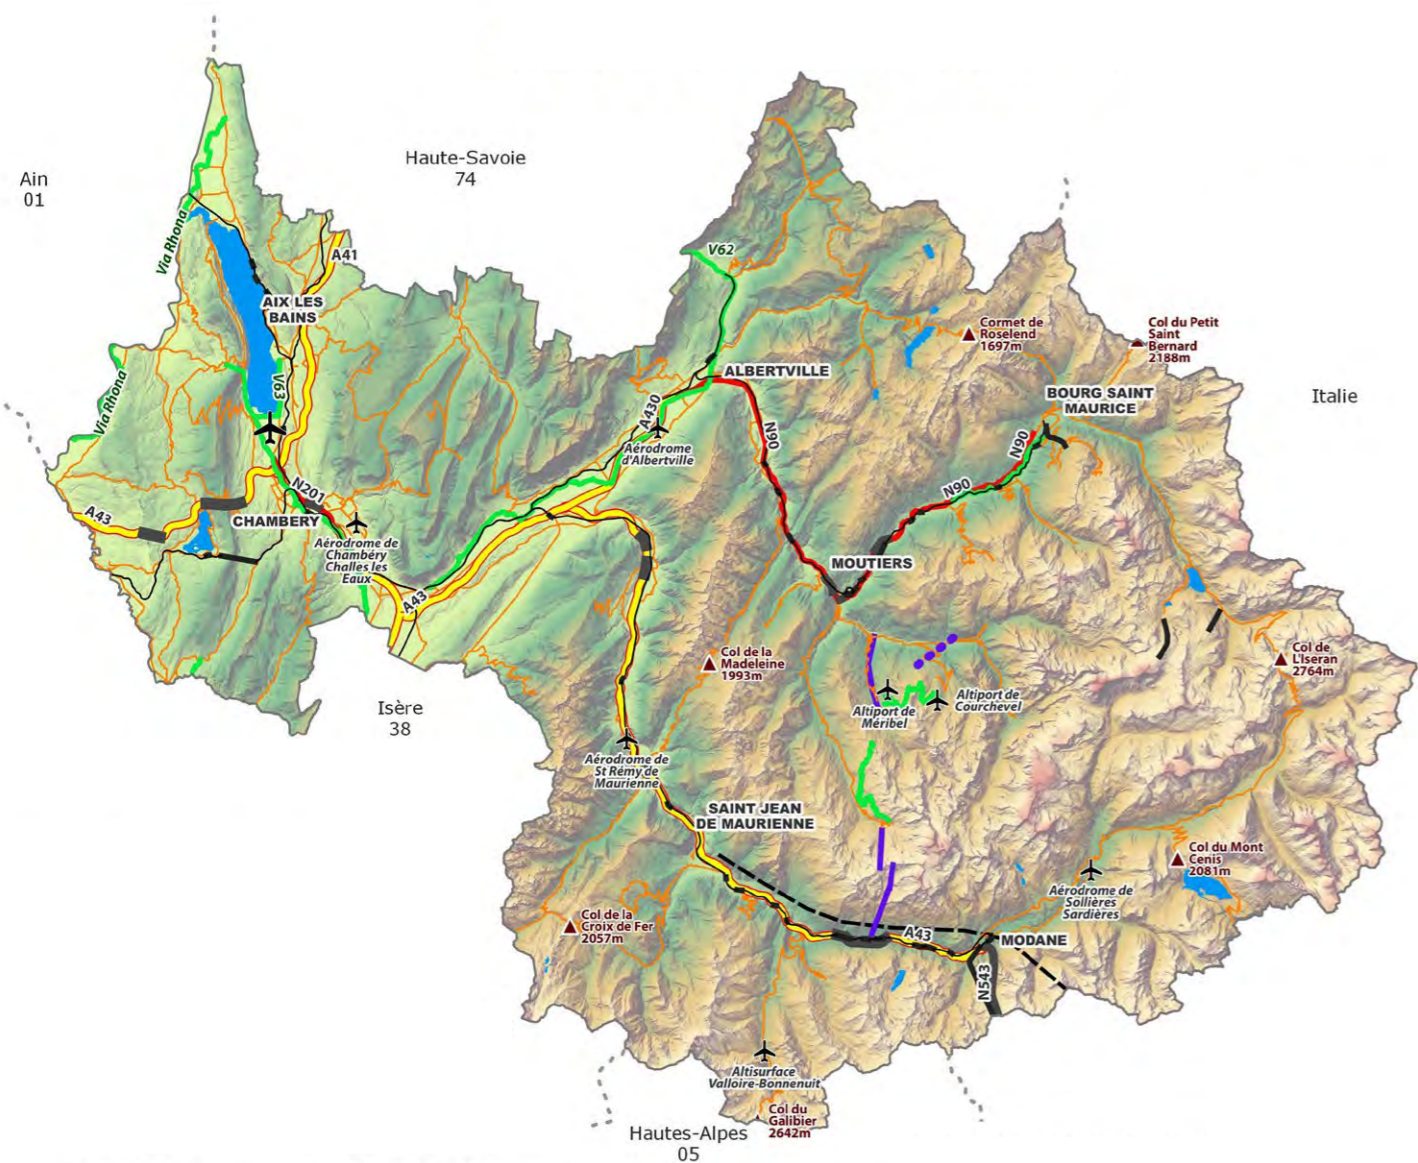 Haute-Savoie
74
Ain
01
Via Rhona
V62
A41
AIX LES
BAINS
Cormet de
Roselend
1697m
Col du Petit
Saint
Bernard
2188m
Via Rhona
V63
ALBERTVILLE
BOURG SAINT
MAURICE
Italie
A430
Aérodrome
d'Albertville
N90
N90
N90
N201
A43
CHAMBERY
Aérodrome de
Chambéry
Challes les
Eaux
A43
MOUTIERS
Col de la
Madeleine
1993m
Col de
L'Iseran
2764m
Isère
38
Altiport de
Méribel
Altiport de
Courchevel
Aérodrome de
St Rémy de
Maurienne
SAINT JEAN
DE MAURIENNE
Col du Mont
Cenis
2081m
Aérodrome de
Sollières
Sardières
Col de la
Croix de Fer
2057m
A43
MODANE
N543
Altisurface
Valloire-Bonnenuit
Col du
Galibier
2642m
Hautes-Alpes
05